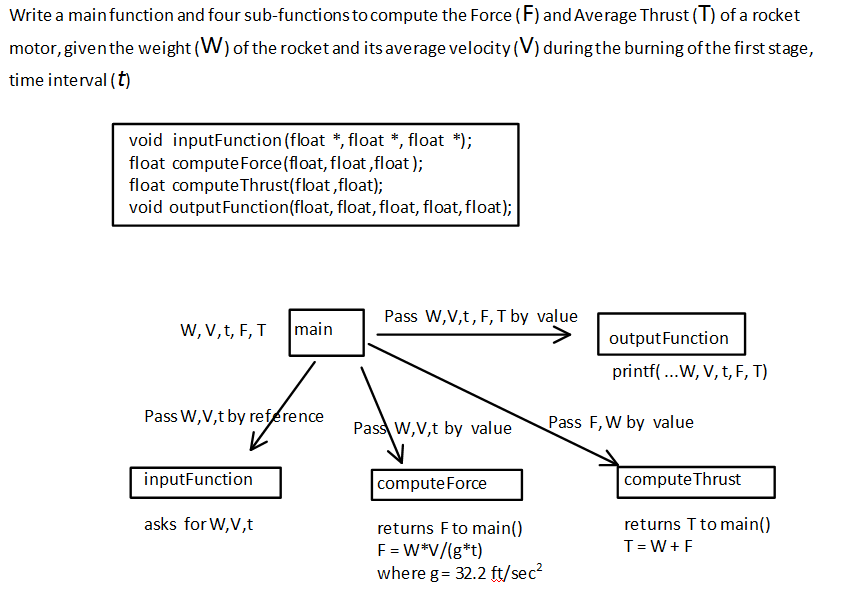 Write a main function and four sub-functions to compute the Force (F) and Average Thrust (T) of a rocket
motor, given the weight (W) of the rocket and its average velocity (V) during the burning of the first stage,
time interval (t)
void inputFunction(float *, float *, float *);
float computeForce(float, float ,float );
float computeThrust(float ,float);
void outputFunction(float, float, float, float, float);
W, V, t, F, T
main
Pass W,V,t , F, T by value
outputFunction
printf( ...W, V, t, F, T)
Pass W,V,t by reference
Pass W,V,t by value
Pass F, W by value
inputFunction
computeForce
computeThrust
asks for W,V,t
returns F to main()
F = W*V/(g*t)
where g= 32.2 ft/sec²
returns T to main()
T = W + F